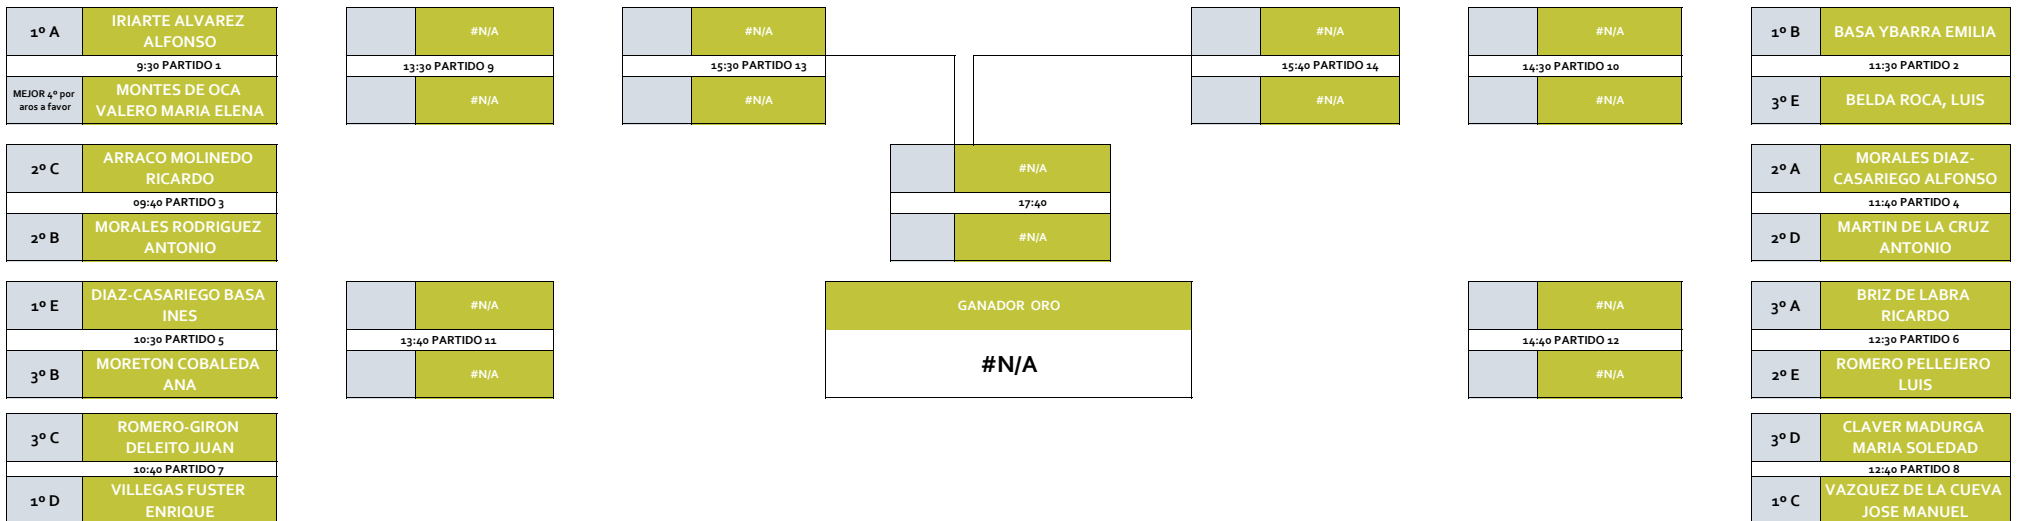 1º A
IRIARTE ALVAREZ
ALFONSO
9:30 PARTIDO 1
MEJOR 4º por
aros a favor
MONTES DE OCA
VALERO MARIA ELENA
#N/A
13:30 PARTIDO 9
#N/A
#N/A
15:30 PARTIDO 13
#N/A
#N/A
15:40 PARTIDO 14
#N/A
#N/A
14:30 PARTIDO 10
#N/A
1º B
BASA YBARRA EMILIA
11:30 PARTIDO 2
3º E
BELDA ROCA, LUIS
2º C
ARRACO MOLINEDO
RICARDO
09:40 PARTIDO 3
2º B
MORALES RODRIGUEZ
ANTONIO
#N/A
17:40
#N/A
2º A
MORALES DIAZ-
CASARIEGO ALFONSO
11:40 PARTIDO 4
2º D
MARTIN DE LA CRUZ
ANTONIO
1º E
DIAZ-CASARIEGO BASA
INES
10:30 PARTIDO 5
3º B
MORETON COBALEDA
ANA
#N/A
13:40 PARTIDO 11
#N/A
GANADOR ORO
#N/A
#N/A
14:40 PARTIDO 12
#N/A
3º A
BRIZ DE LABRA
RICARDO
12:30 PARTIDO 6
2º E
ROMERO PELLEJERO
LUIS
3º C
ROMERO-GIRON
DELEITO JUAN
10:40 PARTIDO 7
1º D
VILLEGAS FUSTER
ENRIQUE
3º D
CLAVER MADURGA
MARIA SOLEDAD
12:40 PARTIDO 8
1º C
VAZQUEZ DE LA CUEVA
JOSE MANUEL